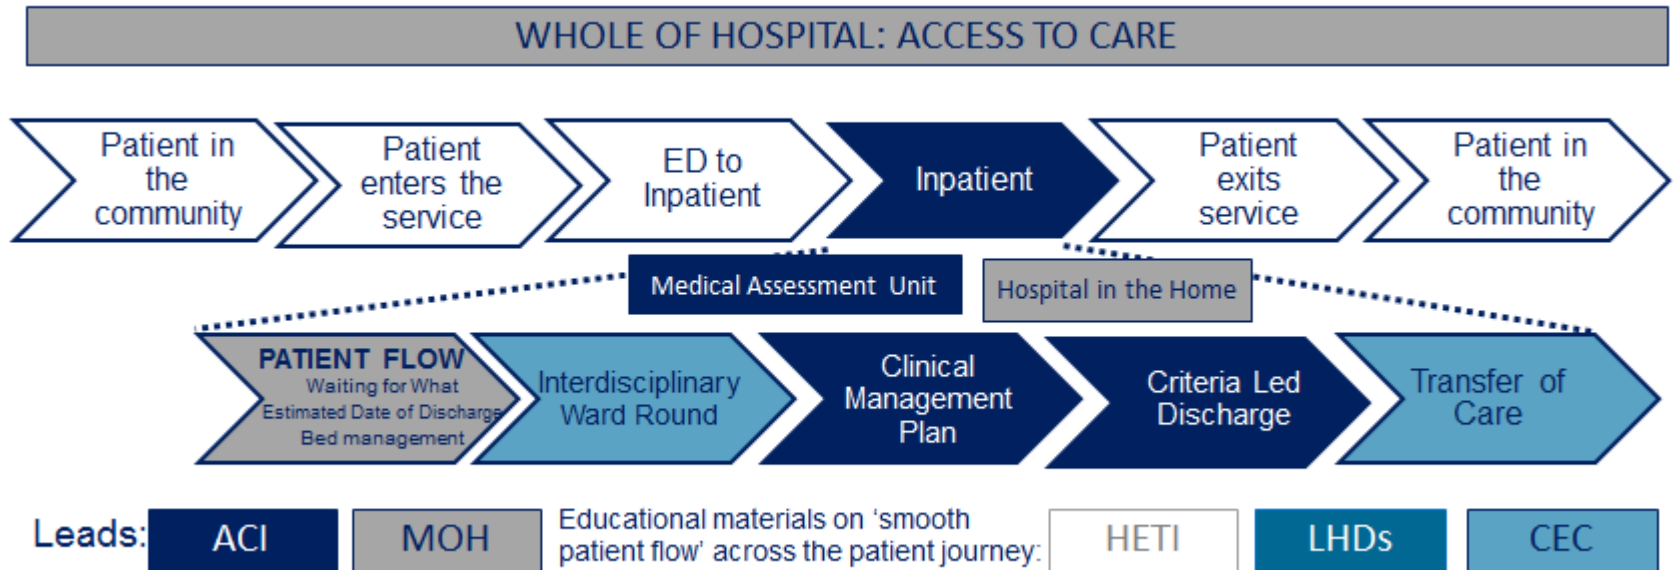 WHOLE OF HOSPITAL: ACCESS TO CARE
Patient in
the
community
Patient
enters the
service
ED to
Inpatient
Inpatient
Patient
exits
service
Patient in
the
community
Medical Assessment Unit
Hospital in the Home
PATIENT FLOW
Waiting for What
Estimated Date of Discharge
Bed management
Interdisciplinary
Ward Round
Clinical
Management
Plan
Criteria Led
Discharge
Transfer of
Care
Leads:
ACI
MOH
Educational materials on ‘smooth
patient flow’ across the patient journey:
HETI
LHDs
CEC